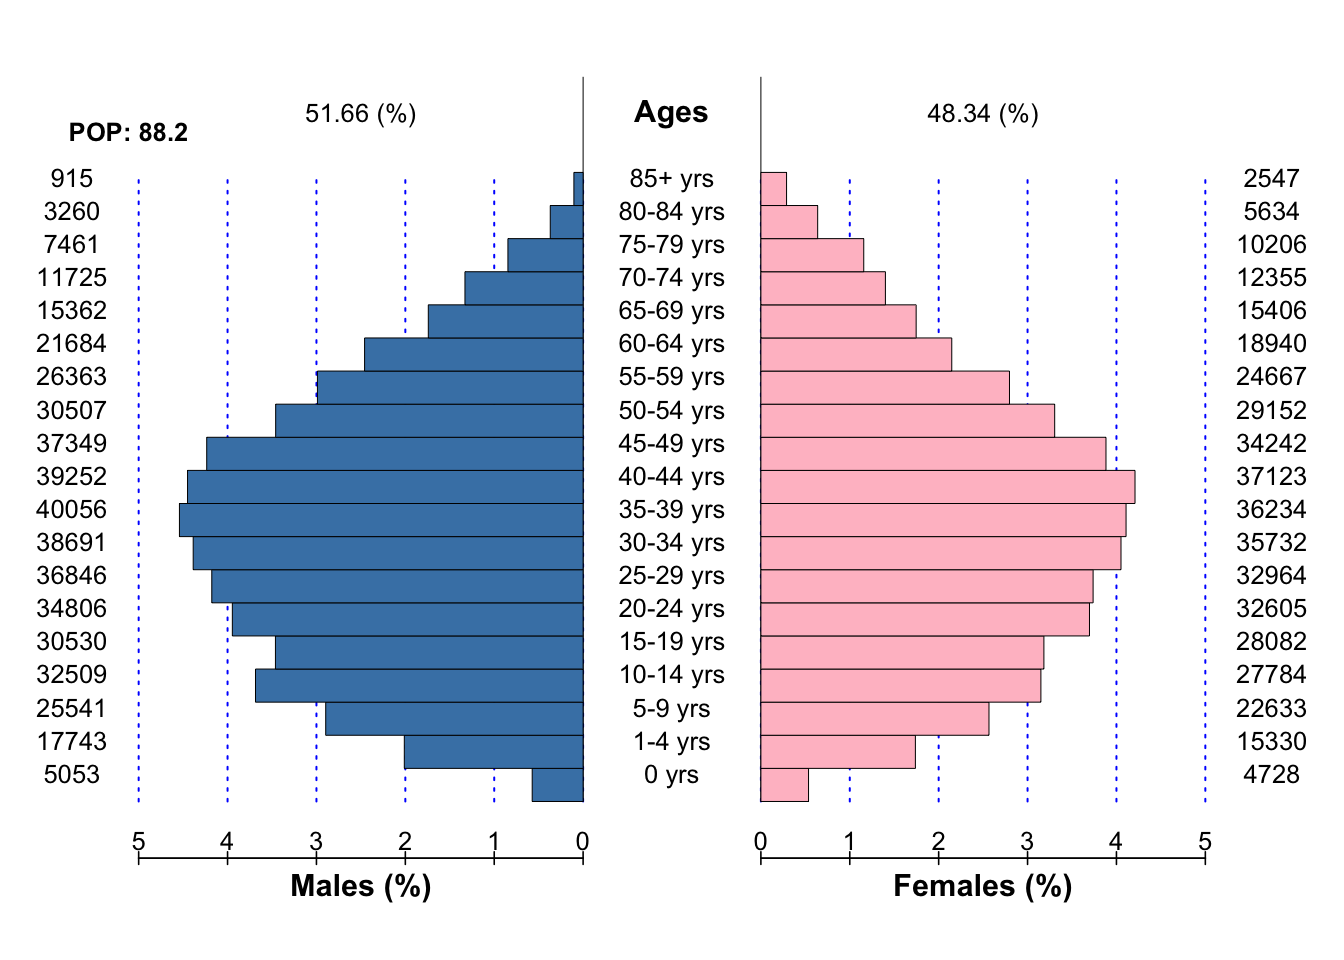 51.66 (%) Ages 48.34 (%)
POP: 88.2
915 85+ yrs 2547
3260 80-84 yrs 5634
7461 75-79 yrs 10206
11725 70-74 yrs 12355
15362 65-69 yrs 15406
21684 60-64 yrs 18940
26363 55-59 yrs 24667
30507 50-54 yrs 29152
37349 45-49 yrs 34242
39252 40-44 yrs 37123
40056 35-39 yrs 36234
38691 30-34 yrs 35732
36846 25-29 yrs 32964
34806 20-24 yrs 32605
30530 15-19 yrs 28082
32509 10-14 yrs 27784
25541 5-9 yrs 22633
17743 1-4 yrs 15330
5053 0 yrs 4728
5 4 3 2 1 0 0 1 2 3 4 5
Males (%) Females (%)